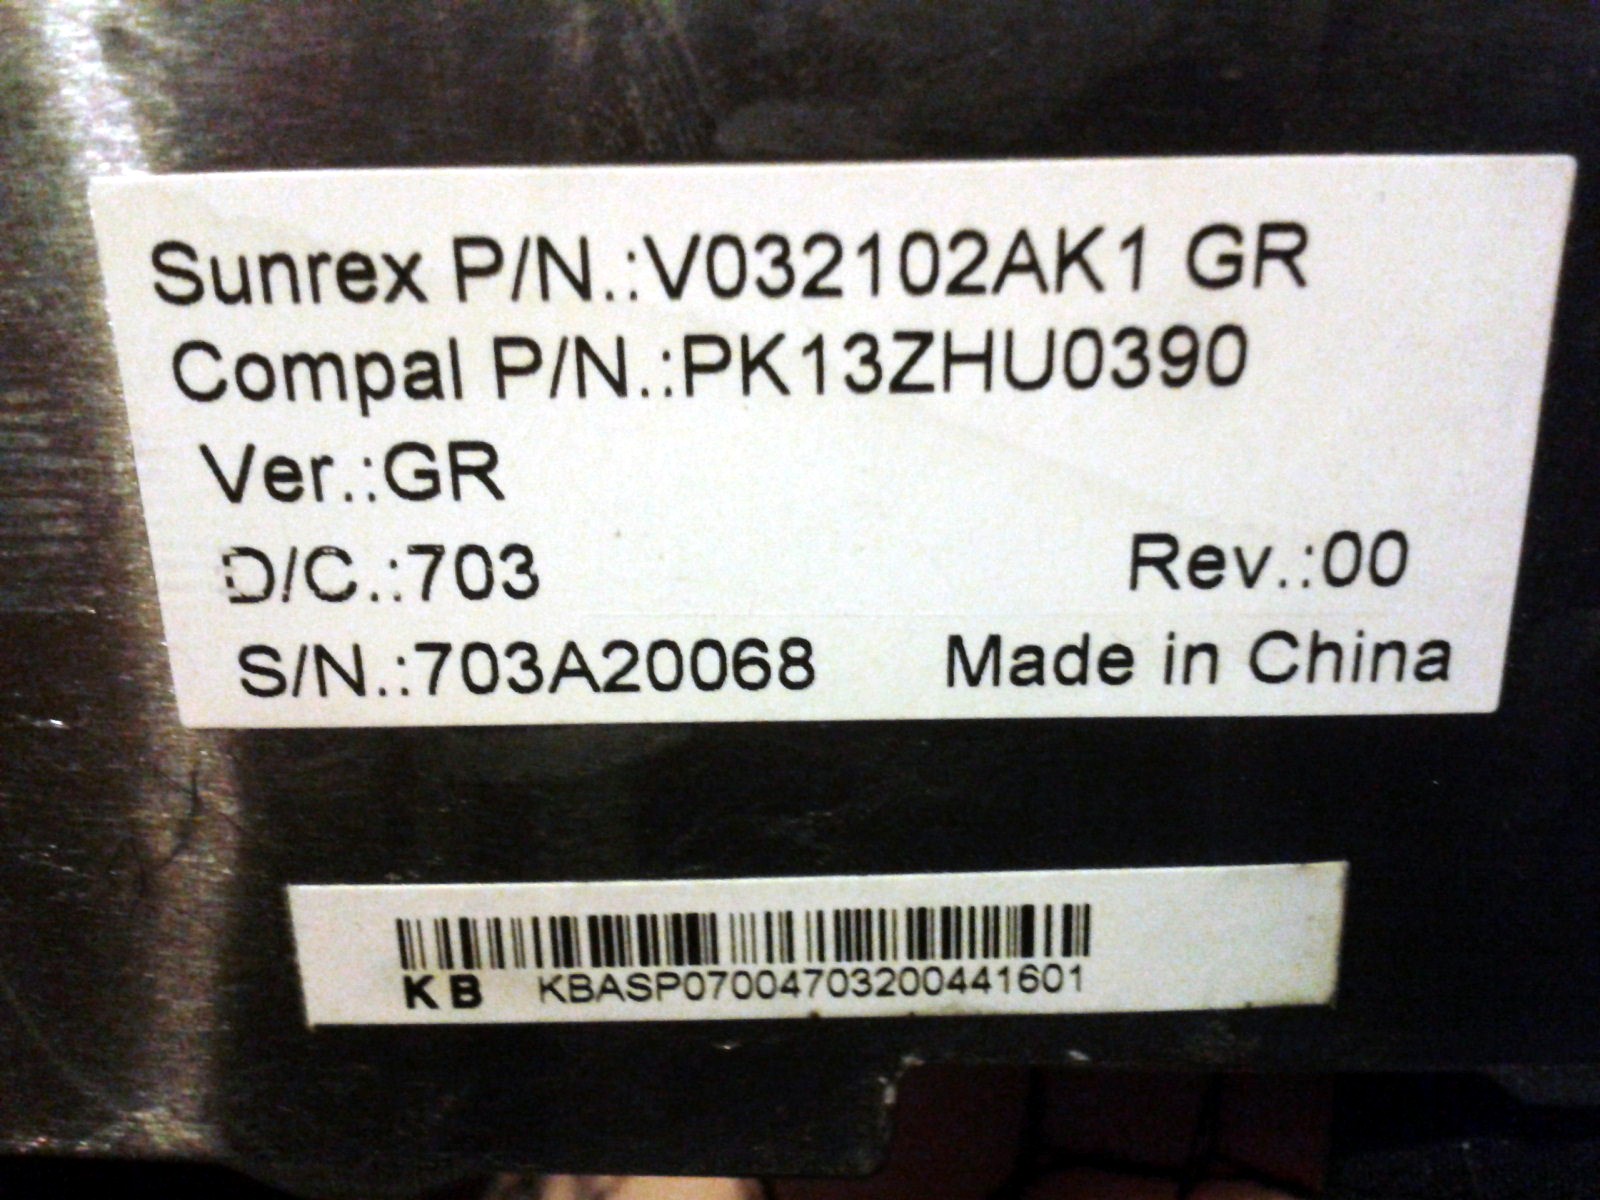 Sunrex P/N.:V032102AK1 GR
Compal P/N.:PK13ZHU0390
Ver.:GR
D/C.:703 Rev.:00
S/N.:703A20068 Made in China
KB KBASP07004703200441601